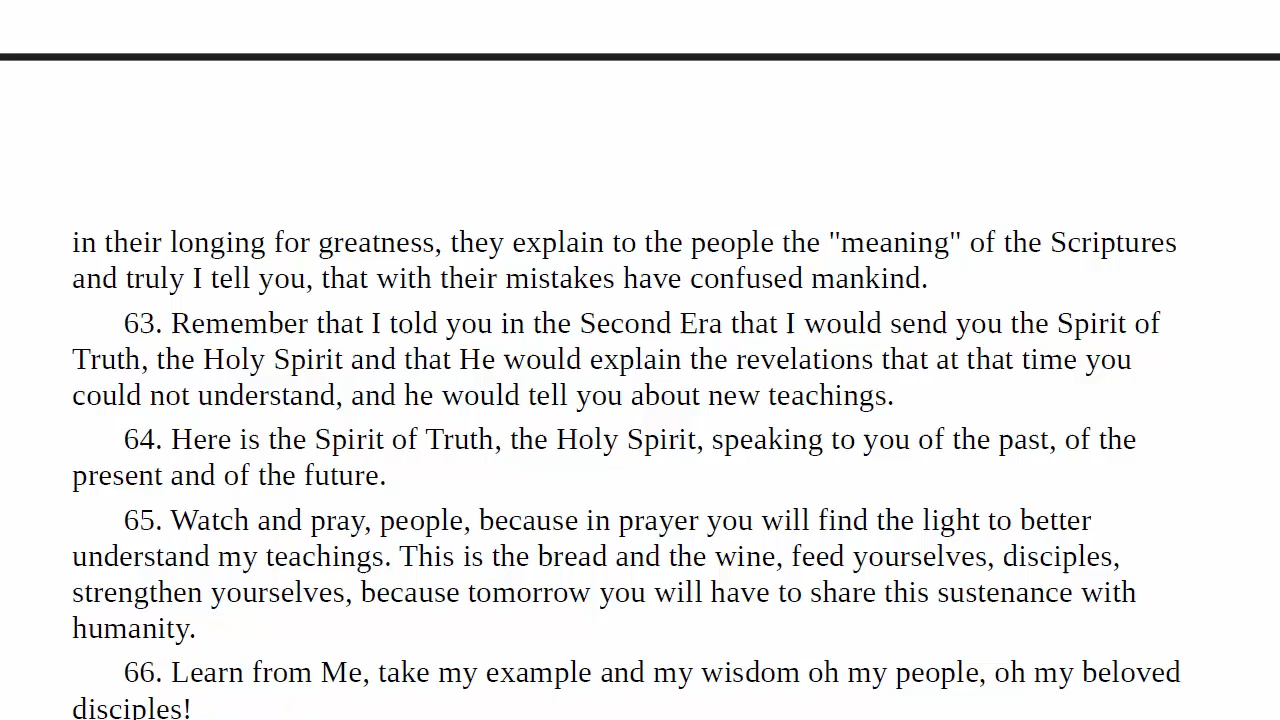 in their longing for greatness, they explain to the people the "meaning" of the Scriptures
and truly I tell you, that with their mistakes have confused mankind.
63. Remember that I told you in the Second Era that I would send you the Spirit of
Truth, the Holy Spirit and that He would explain the revelations that at that time you
could not understand, and he would tell you about new teachings.
64. Here is the Spirit of Truth, the Holy Spirit, speaking to you of the past, of the
present and of the future.
65. Watch and pray, people, because in prayer you will find the light to better
understand my teachings. This is the bread and the wine, feed yourselves, disciples,
strengthen yourselves, because tomorrow you will have to share this sustenance with
humanity.
66. Learn from Me, take my example and my wisdom oh my people, oh my beloved
disciples!